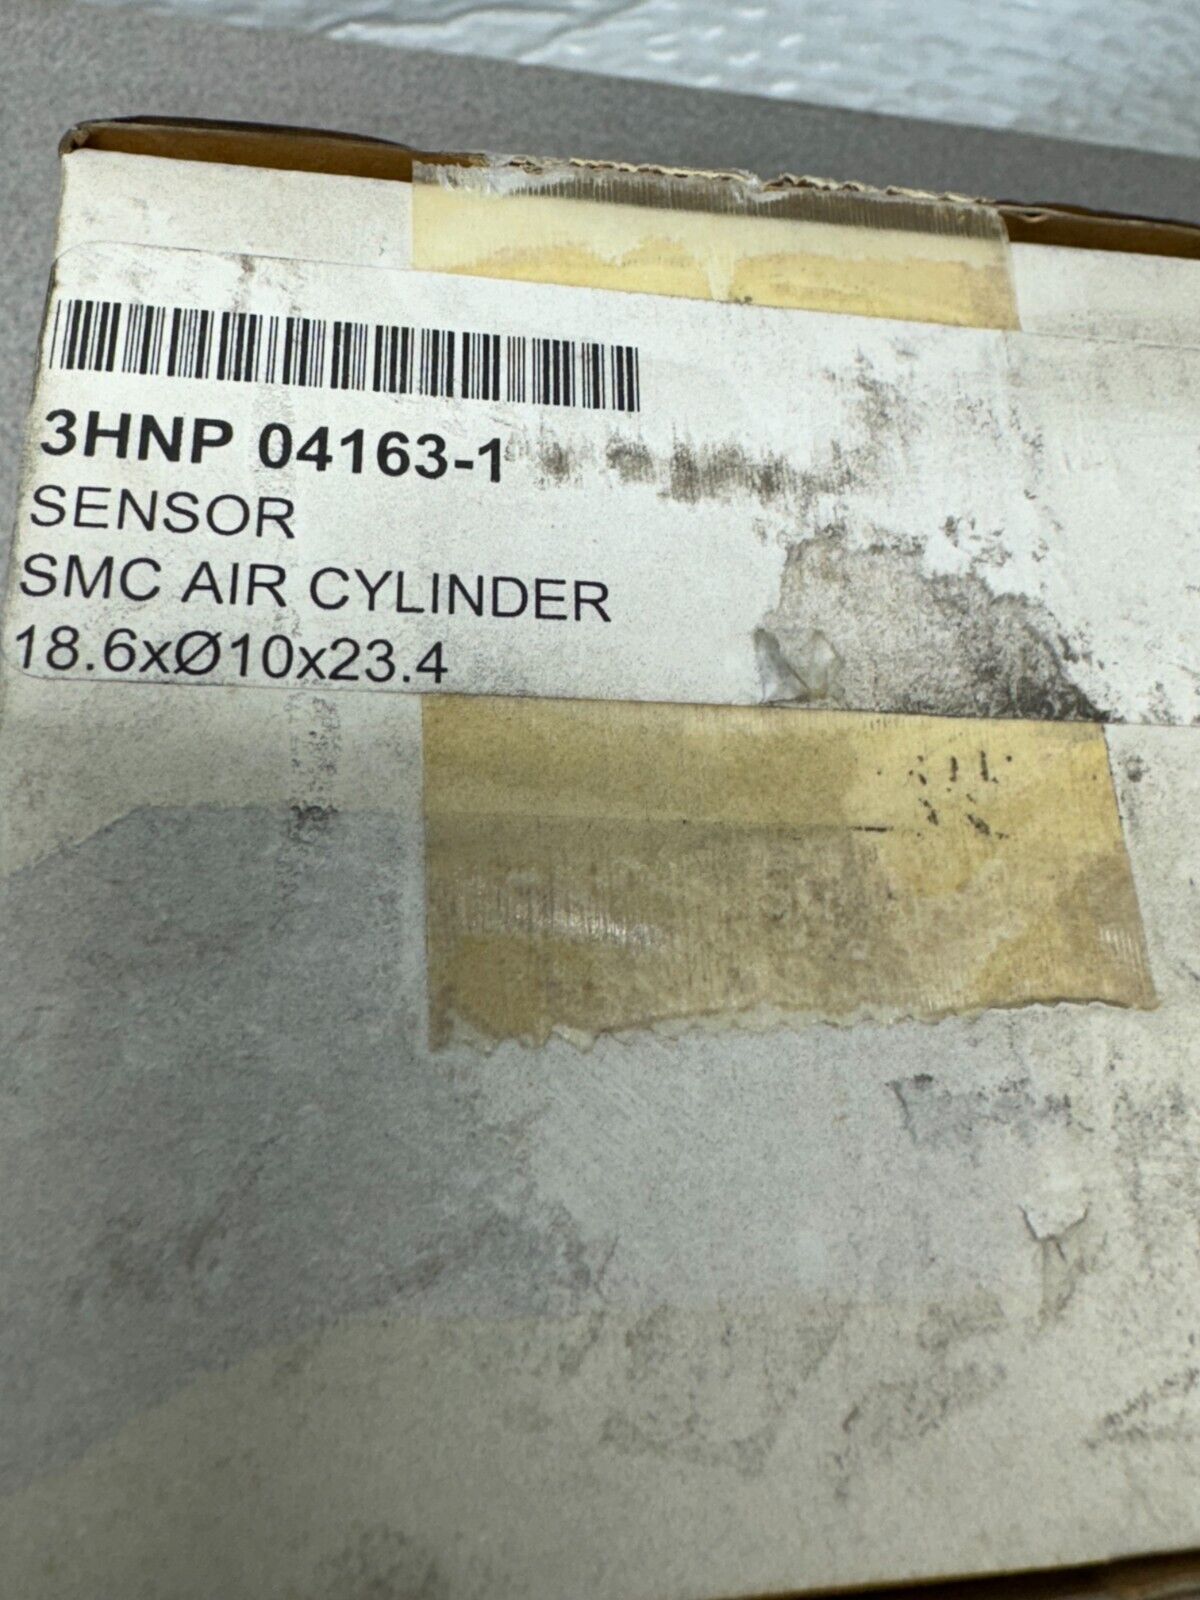 3HNP 04163-1
SENSOR
SMC AIR CYLINDER
18.6xØ10x23.4